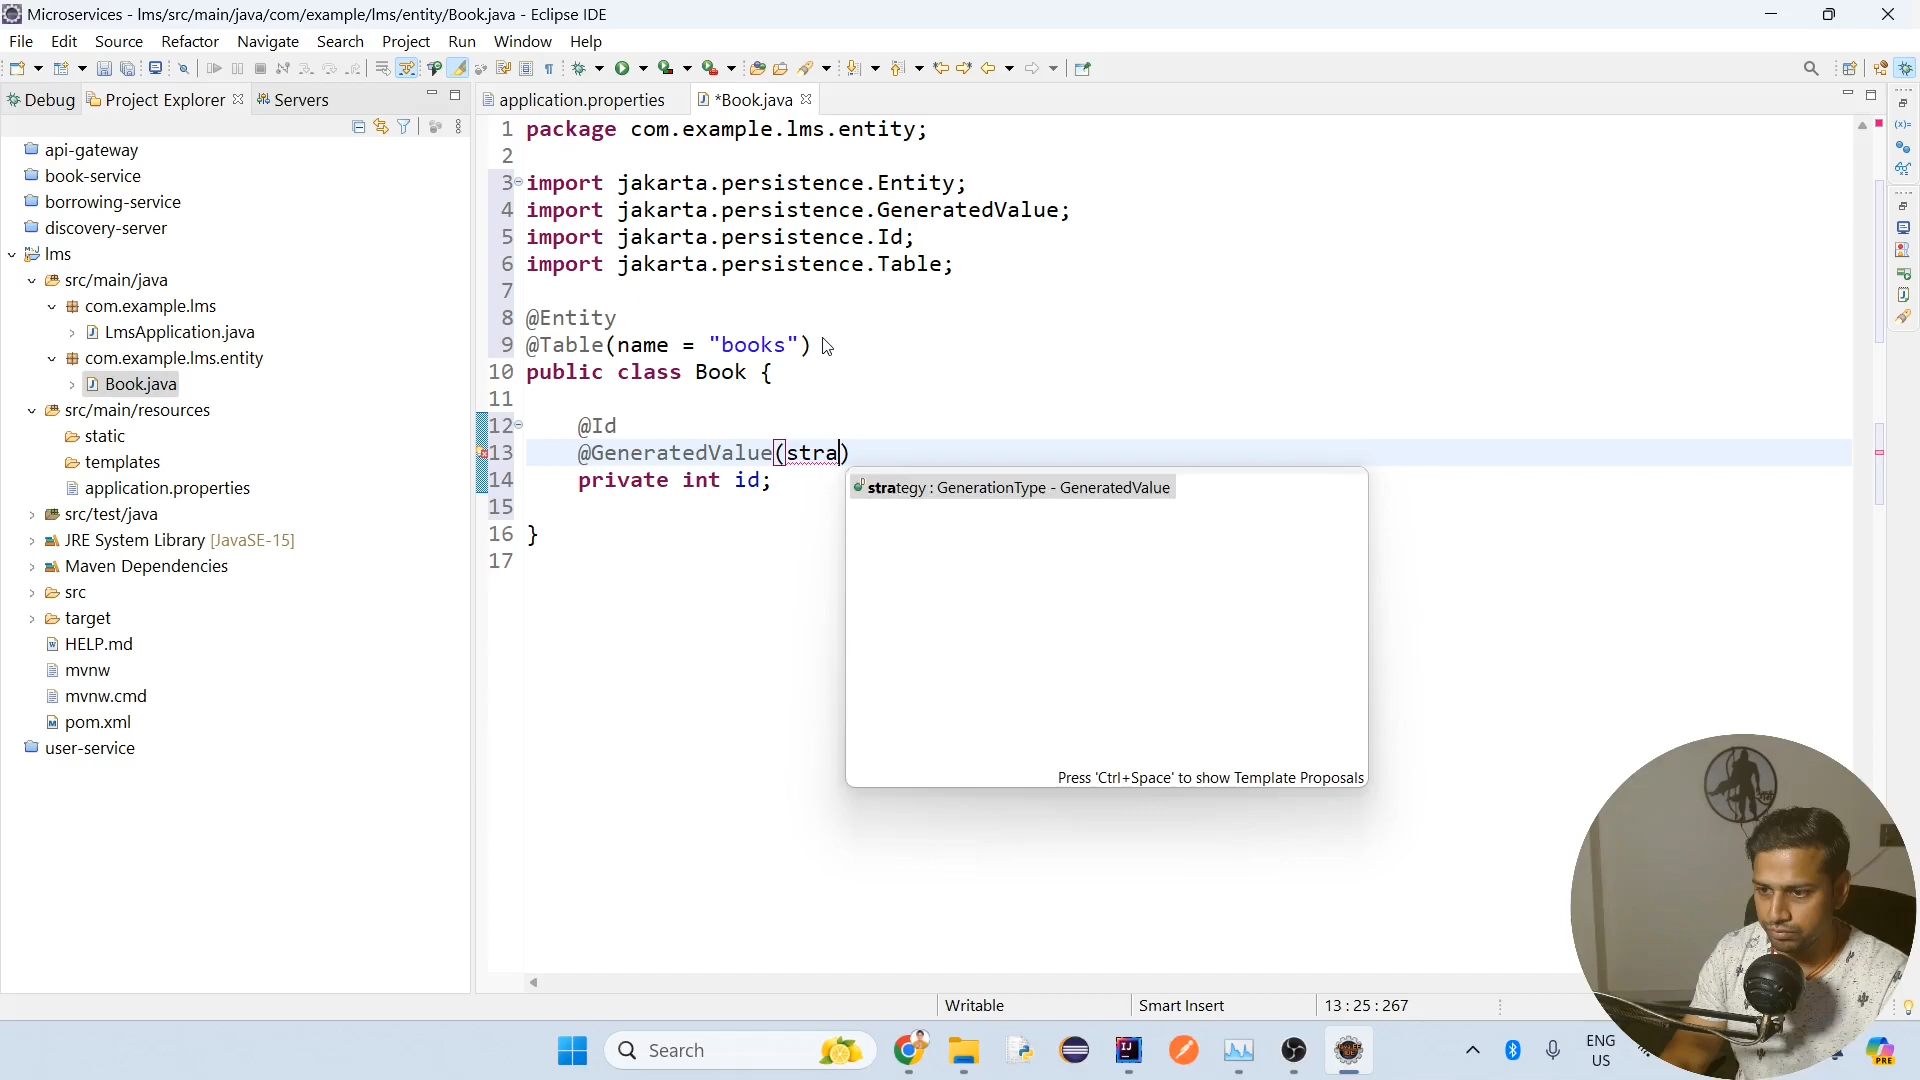 Microservices - lms/src/main/java/com/example/lms/entity/Book.java - Eclipse IDE
File Edit Source Refactor Navigate Search Project Run Window Help
Debug Project Explorer Servers
application.properties *Book.java
api-gateway
book-service
borrowing-service
discovery-server
lms
src/main/java
com.example.lms
LmsApplication.java
com.example.lms.entity
Book.java
src/main/resources
static
templates
application.properties
src/test/java
JRE System Library [JavaSE-15]
Maven Dependencies
src
target
HELP.md
mvnw
mvnw.cmd
pom.xml
user-service
1 package com.example.lms.entity;
2
3 import jakarta.persistence.Entity;
4 import jakarta.persistence.GeneratedValue;
5 import jakarta.persistence.Id;
6 import jakarta.persistence.Table;
7
8 @Entity
9 @Table(name = "books")
10 public class Book {
11
12 @Id
13 @GeneratedValue(stra)
14 private int id;
15
16 }
17
strategy : GenerationType - GeneratedValue
Press 'Ctrl+Space' to show Template Proposals
Writable Smart Insert 13 : 25 : 267
Search
ENG
US
PRE